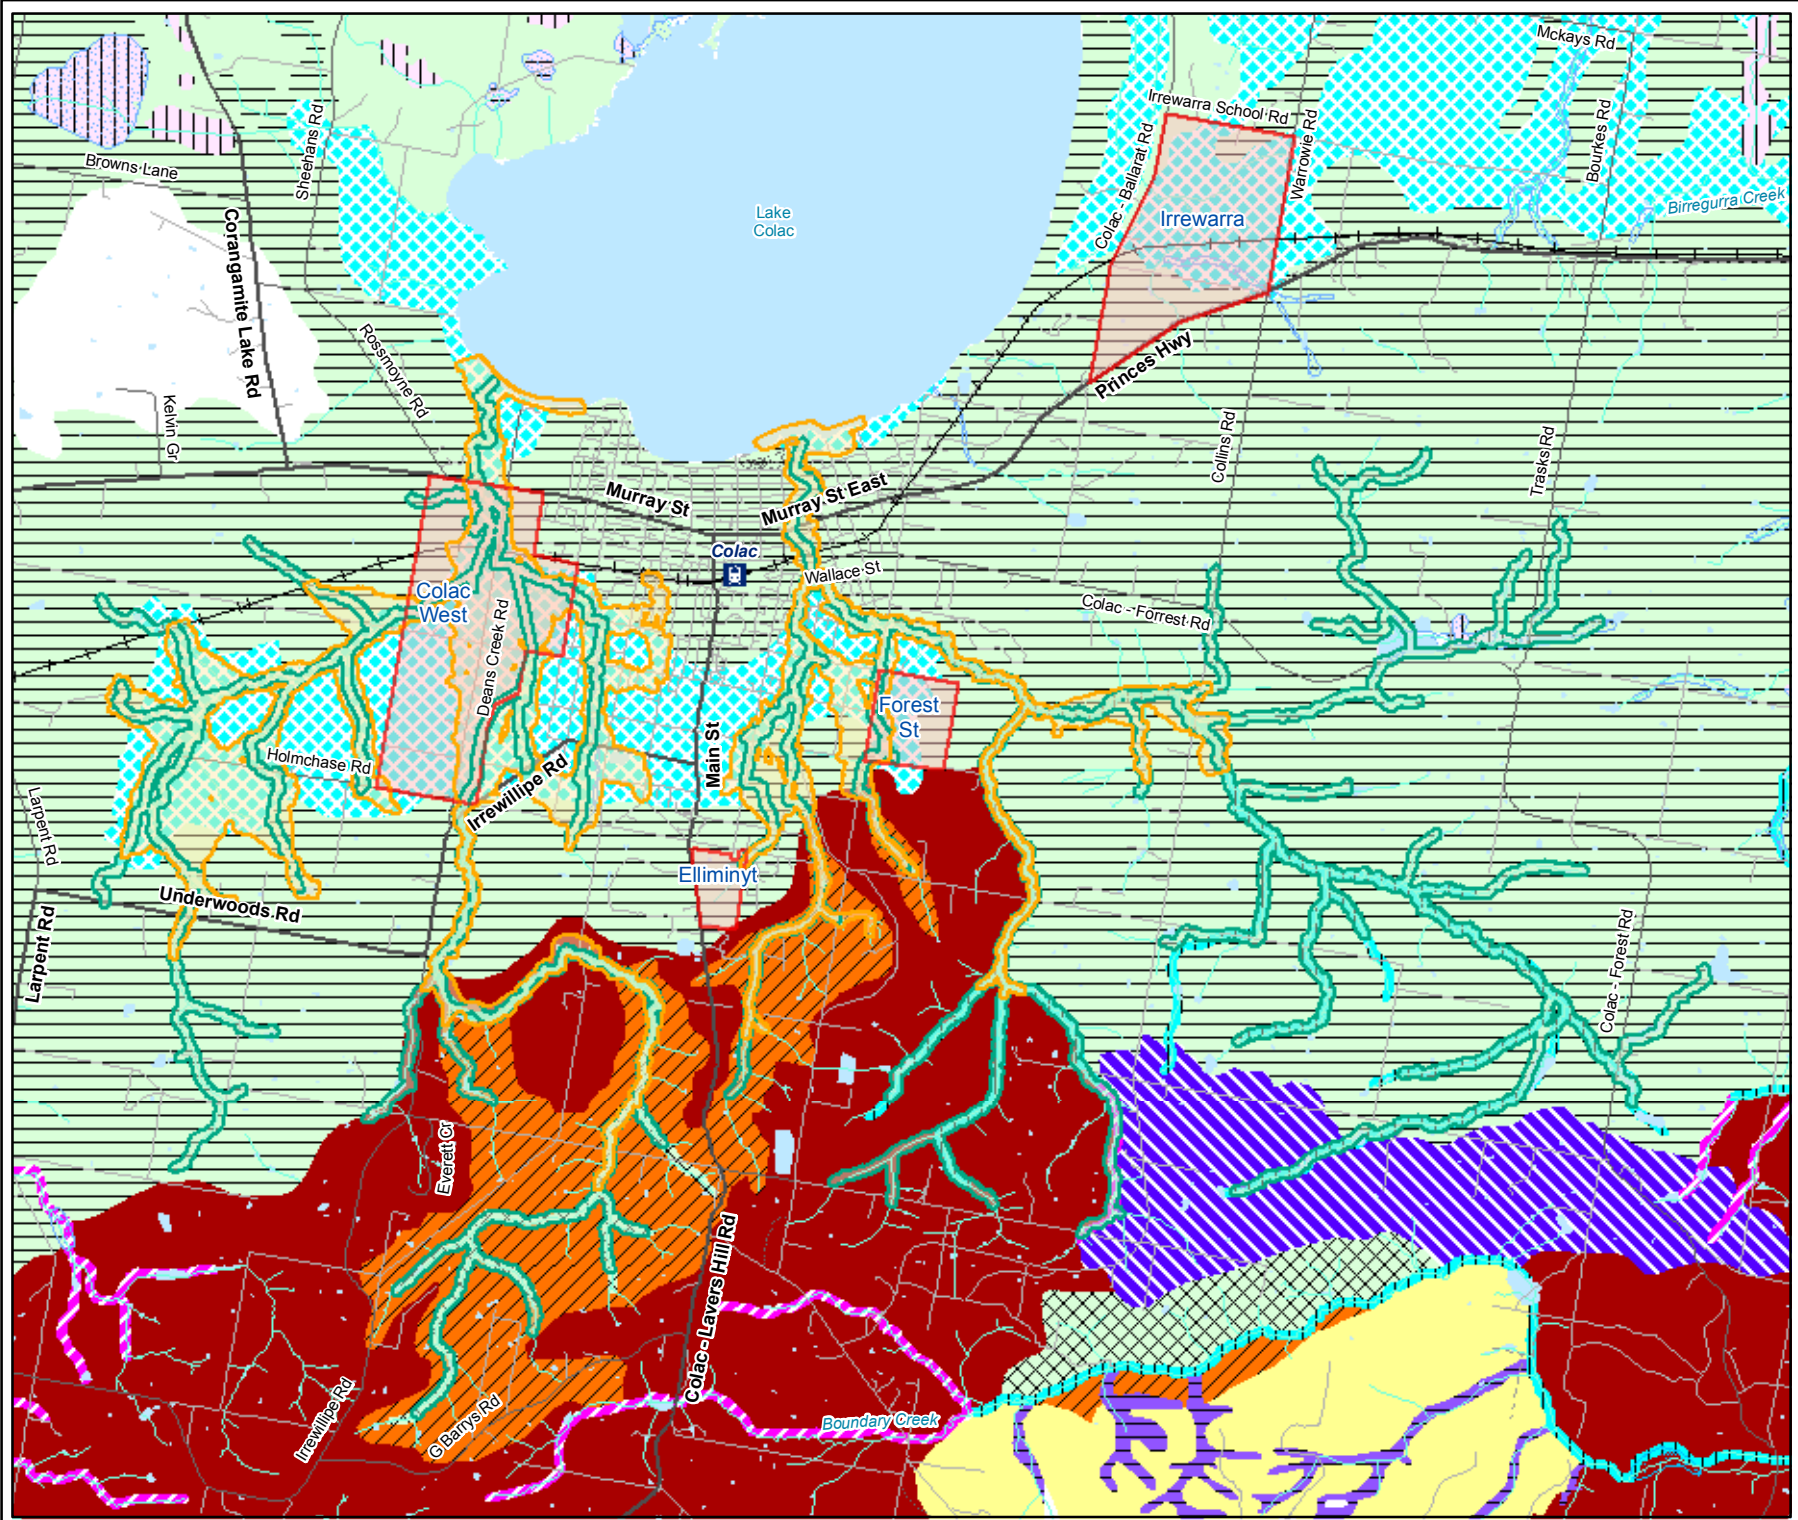 Mckays Rd
Irrewarra School Rd
Sheehans Rd
Browns Lane
Colac - Ballarat Rd
Warrowie Rd
Bourkes Rd
Birregurra Creek
Lake
Colac
Irrewarra
Corangamite Lake Rd
Rossmoyne Rd
Princes Hwy
Kelvin Gr
Collins Rd
Trasks Rd
Murray St
Murray St East
Colac
Wallace St
Colac
West
Colac - Forrest Rd
Deans Creek Rd
Forest
St
Holmchase Rd
Main St
Irrewillipe Rd
Larpent Rd
Elliminyt
Underwoods Rd
Larpent Rd
Colac - Forest Rd
Everett Cr
Colac - Lavers Hill Rd
Irrewillipe Rd
G Barrys Rd
Boundary Creek